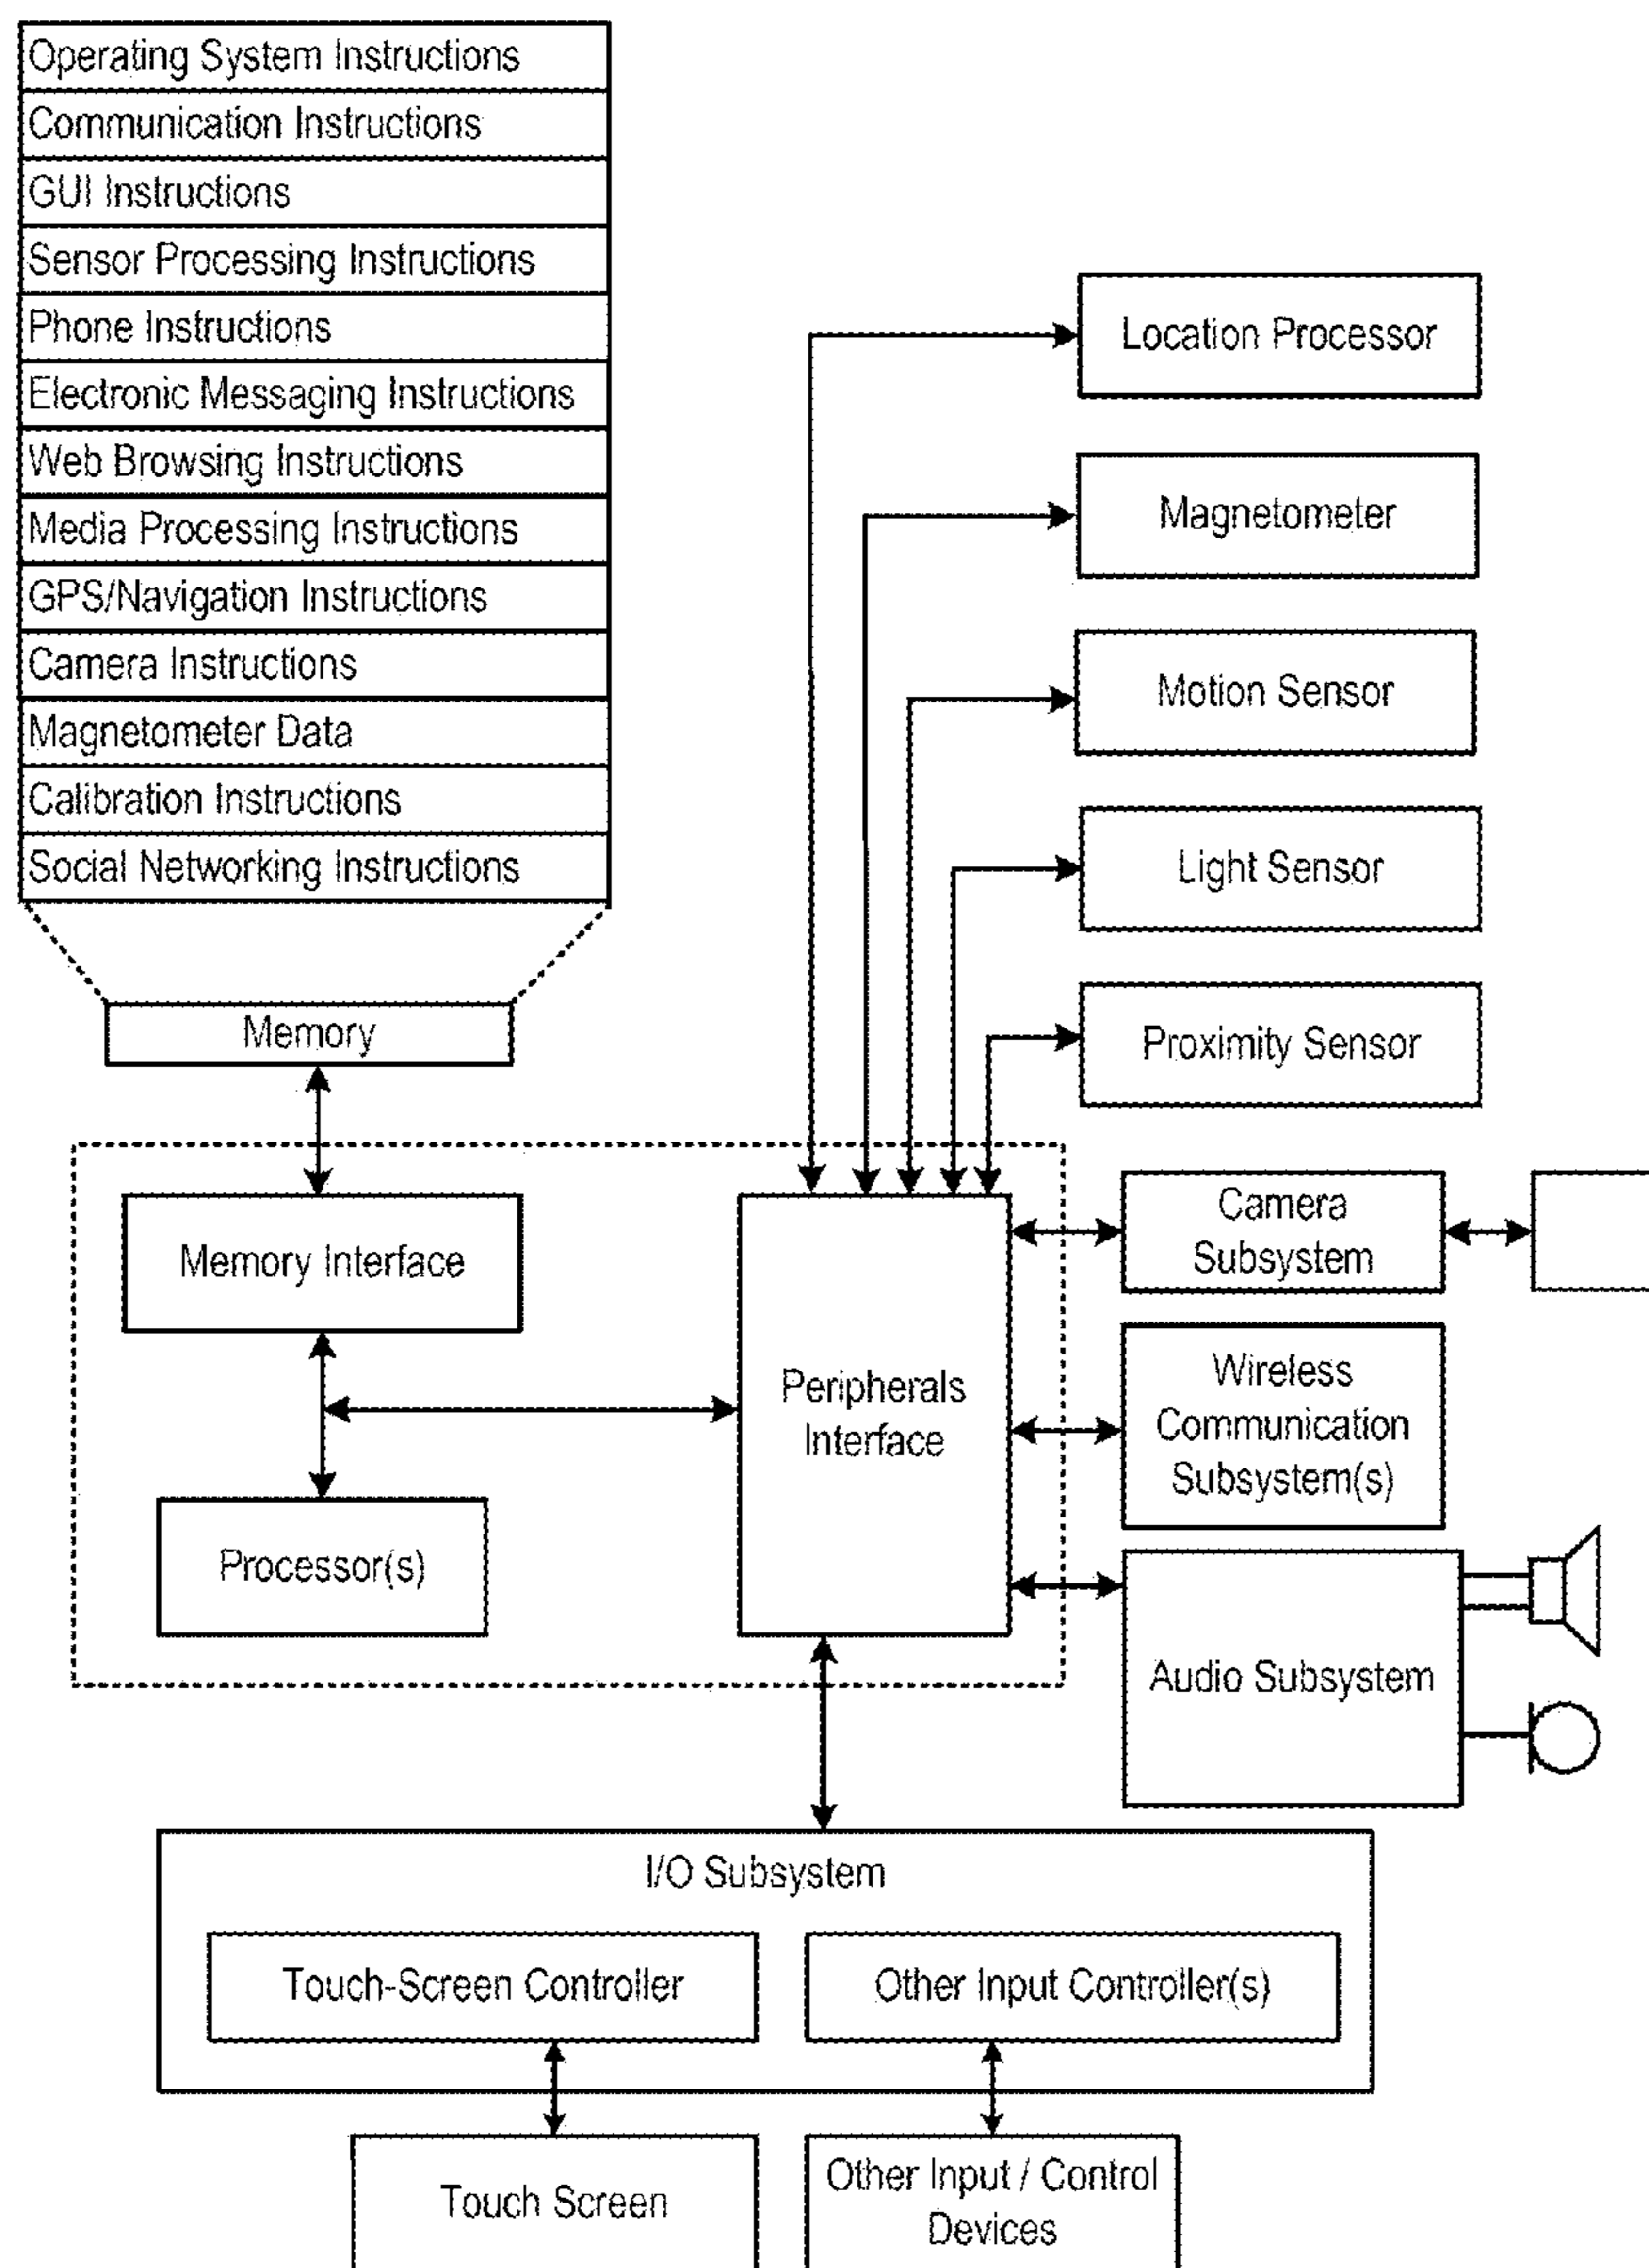 Operating System Instructions
Communication Instructions
GUI Instructions
Sensor Processing Instructions
Phone Instructions
Electronic Messaging Instructions
Web Browsing Instructions
Media Processing Instructions
GPS/Navigation Instructions
Camera Instructions
Magnetometer Data
Calibration Instructions
Social Networking Instructions
Memory
Location Processor
Magnetometer
Motion Sensor
Light Sensor
Proximity Sensor
Memory Interface
Processor(s)
Peripherals
Interface
Camera
Subsystem
Wireless
Communication
Subsystem(s)
Audio Subsystem
I/O Subsystem
Touch-Screen Controller
Other Input Controller(s)
Touch Screen
Other Input / Control
Devices